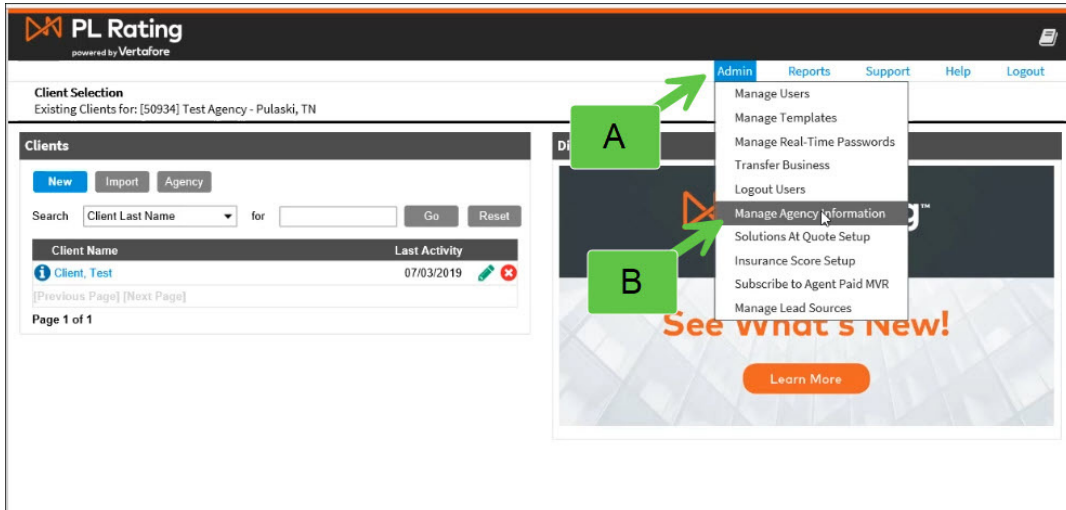 PL Rating
powered by Vertafore
Admin Reports Support Help Logout
Client Selection
Existing Clients for: [50934] Test Agency - Pulaski, TN
A
Manage Users
Manage Templates
Manage Real-Time Passwords
Transfer Business
Logout Users
Manage Agency Information
Solutions At Quote Setup
Insurance Score Setup
Subscribe to Agent Paid MVR
Manage Lead Sources
B
Clients
New Import Agency
Search Client Last Name for Go Reset
Client Name Last Activity
Client, Test 07/03/2019
[Previous Page] [Next Page]
Page 1 of 1
See What's New!
Learn More